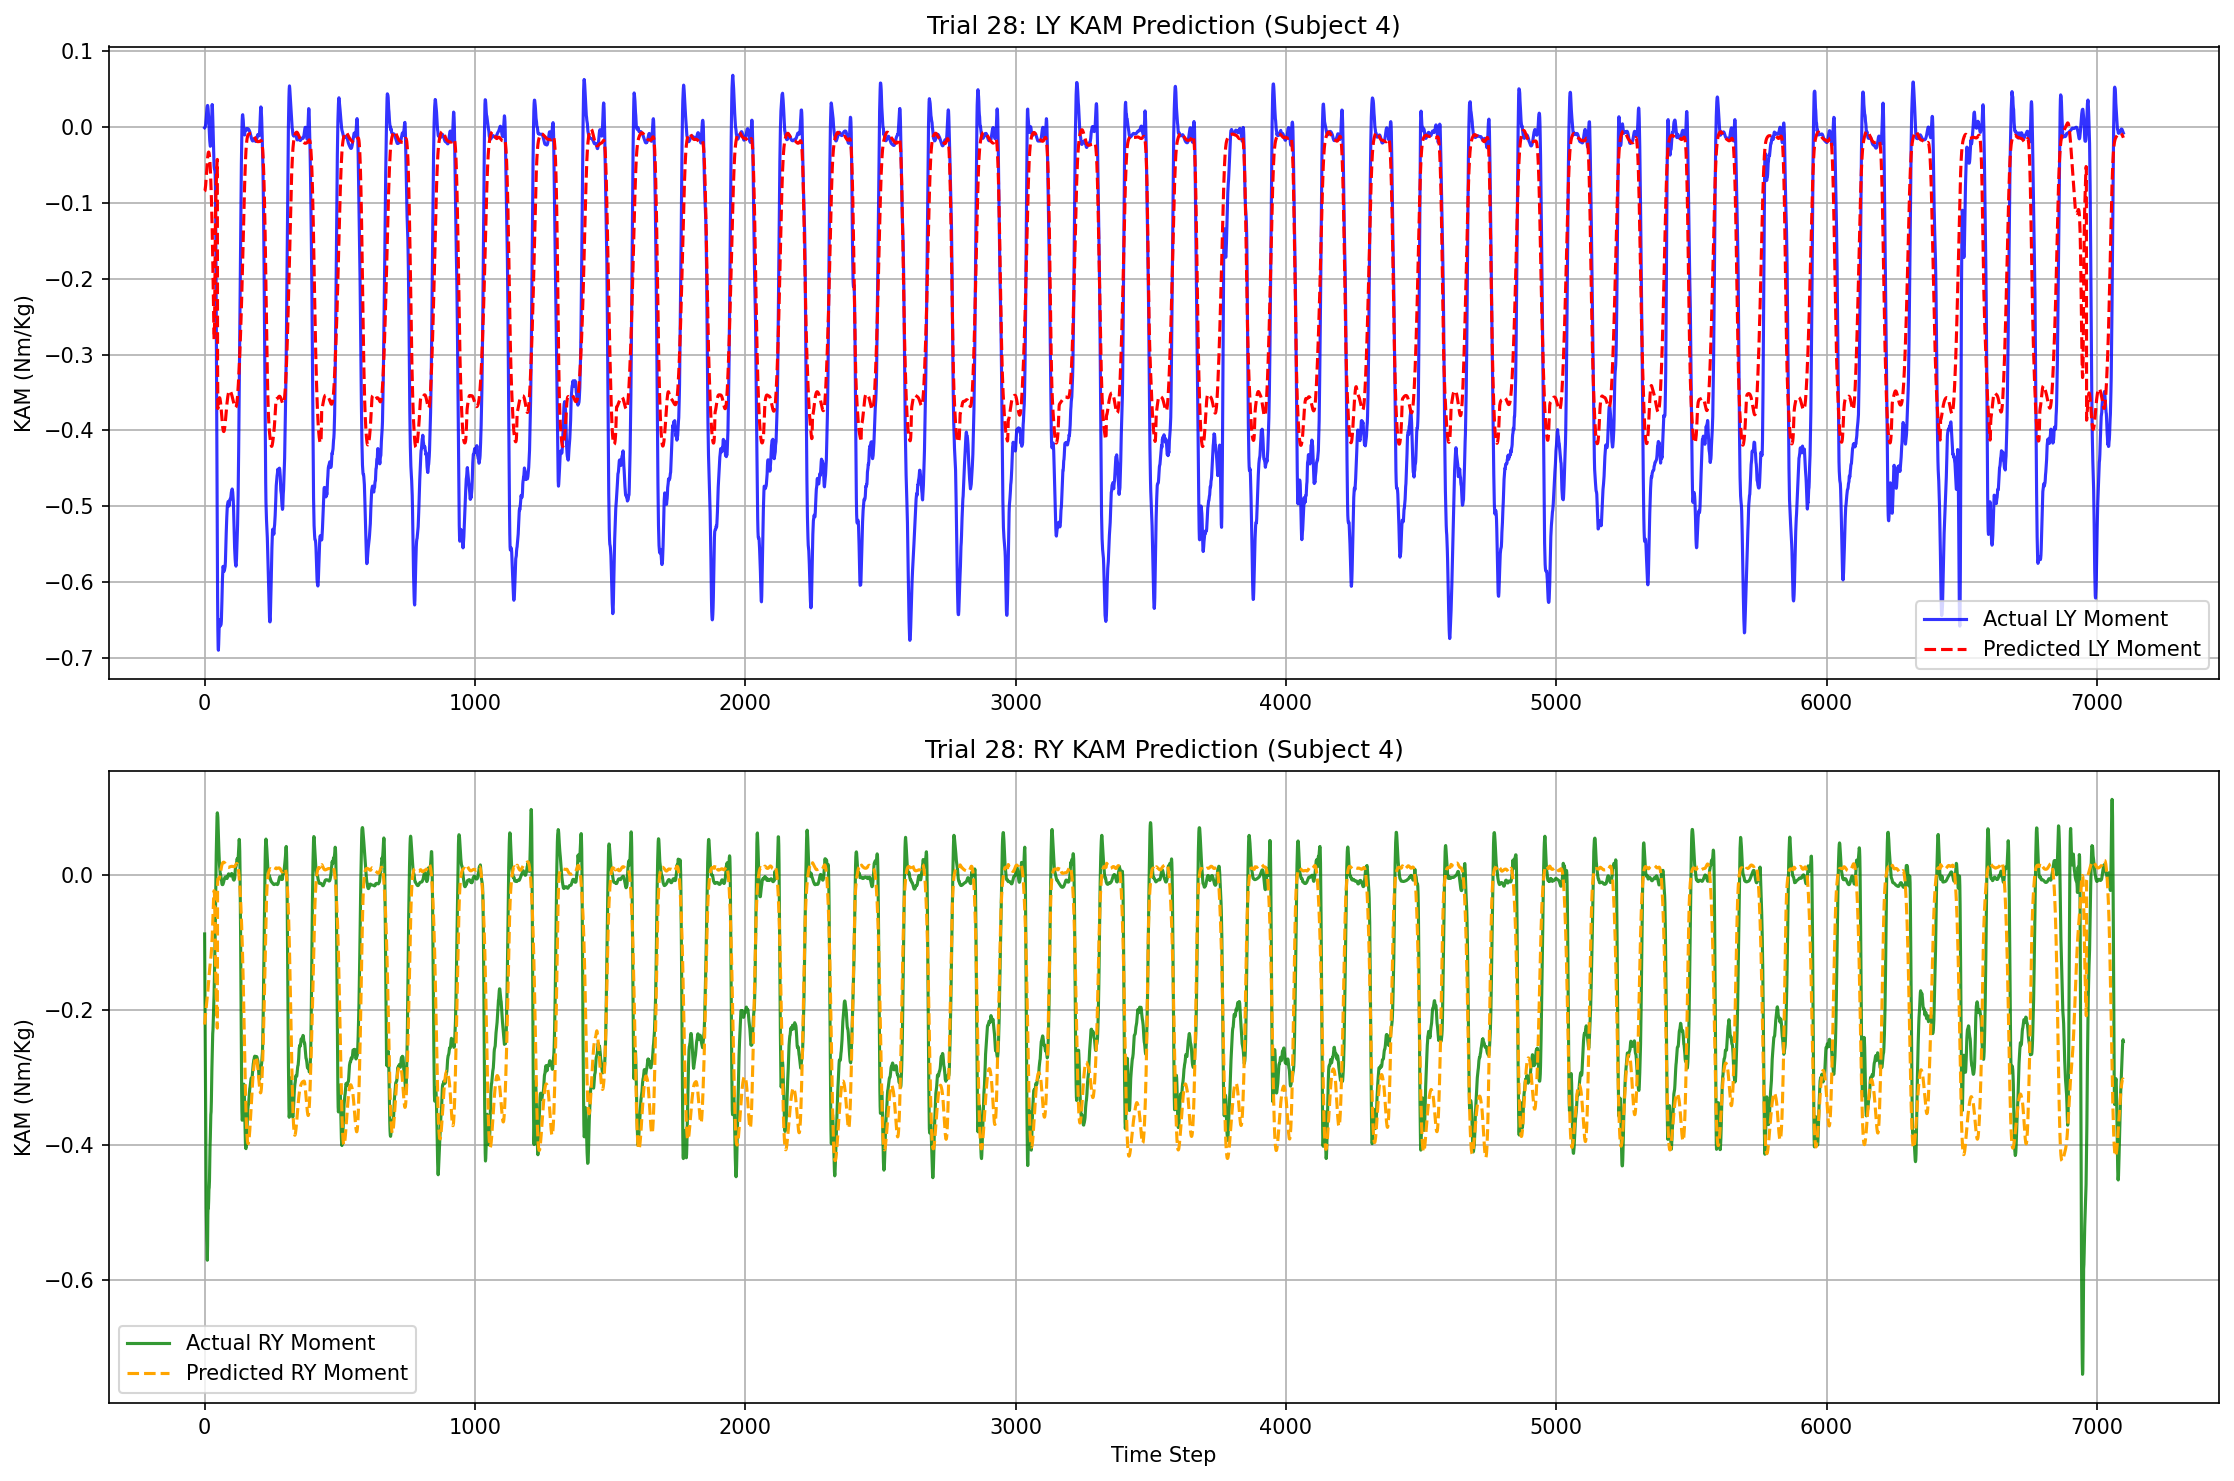 Trial 28: LY KAM Prediction (Subject 4)
KAM (Nm/Kg)
0.1
0.0
−0.1
−0.2
−0.3
−0.4
−0.5
−0.6
−0.7
Actual LY Moment
Predicted LY Moment
0 1000 2000 3000 4000 5000 6000 7000
Trial 28: RY KAM Prediction (Subject 4)
KAM (Nm/Kg)
0.0
−0.2
−0.4
−0.6
Actual RY Moment
Predicted RY Moment
0 1000 2000 3000 4000 5000 6000 7000
Time Step